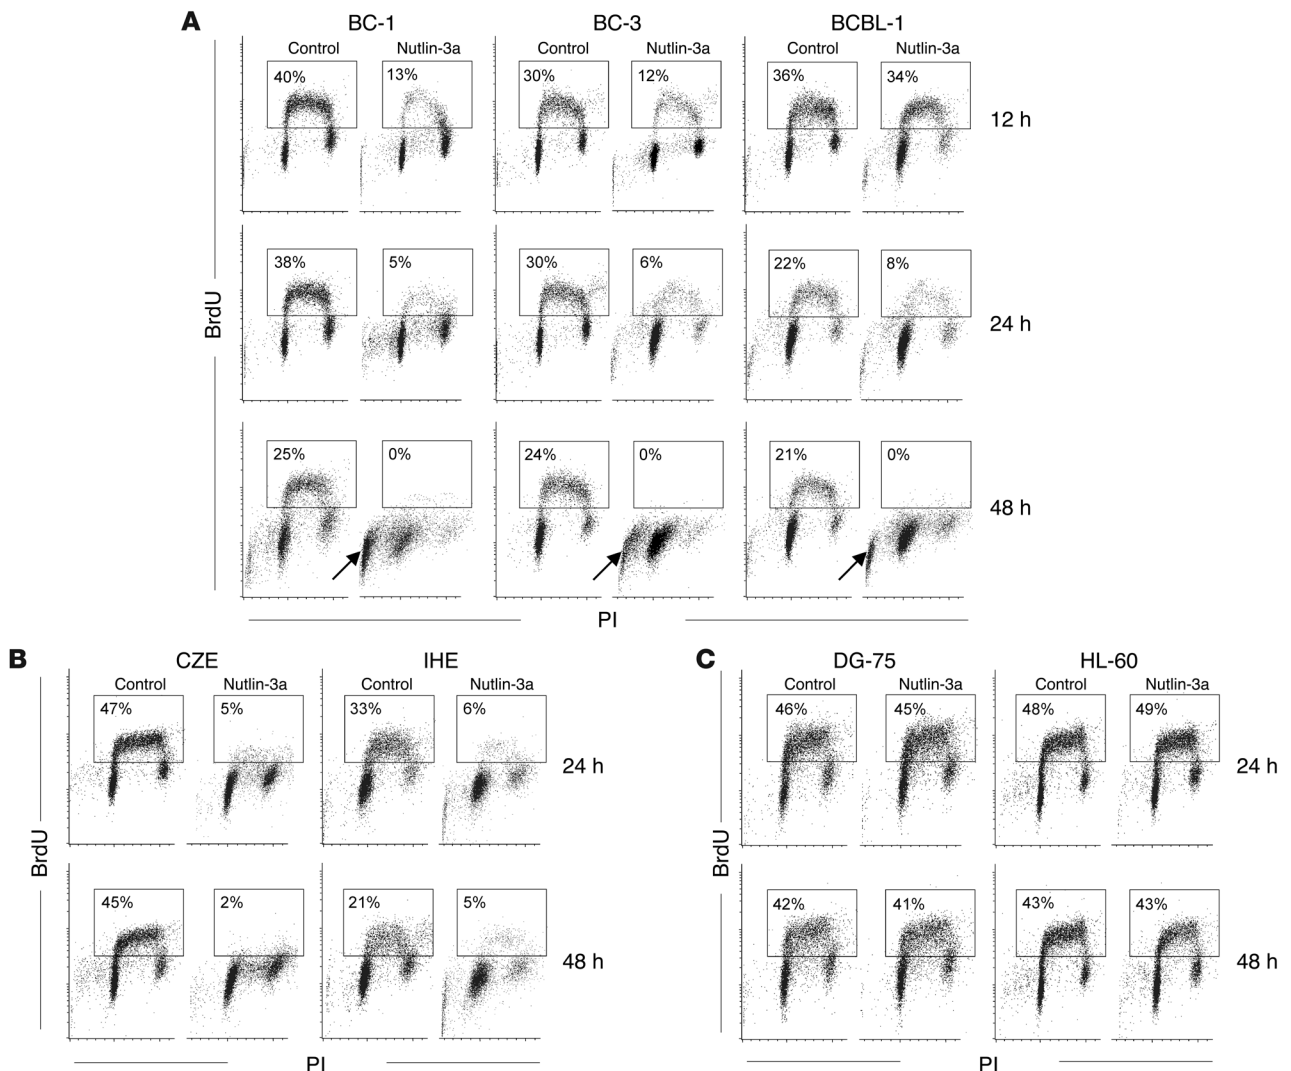 A
BC-1 BC-3 BCBL-1
Control Nutlin-3a Control Nutlin-3a Control Nutlin-3a
40% 13% 30% 12% 36% 34%
12 h
38% 5% 30% 6% 22% 8%
24 h
BrdU
25% 0% 24% 0% 21% 0%
48 h
PI
B
CZE IHE
Control Nutlin-3a Control Nutlin-3a
47% 5% 33% 6%
24 h
BrdU
45% 2% 21% 5%
48 h
PI
C
DG-75 HL-60
Control Nutlin-3a Control Nutlin-3a
46% 45% 48% 49%
24 h
BrdU
42% 41% 43% 43%
48 h
PI